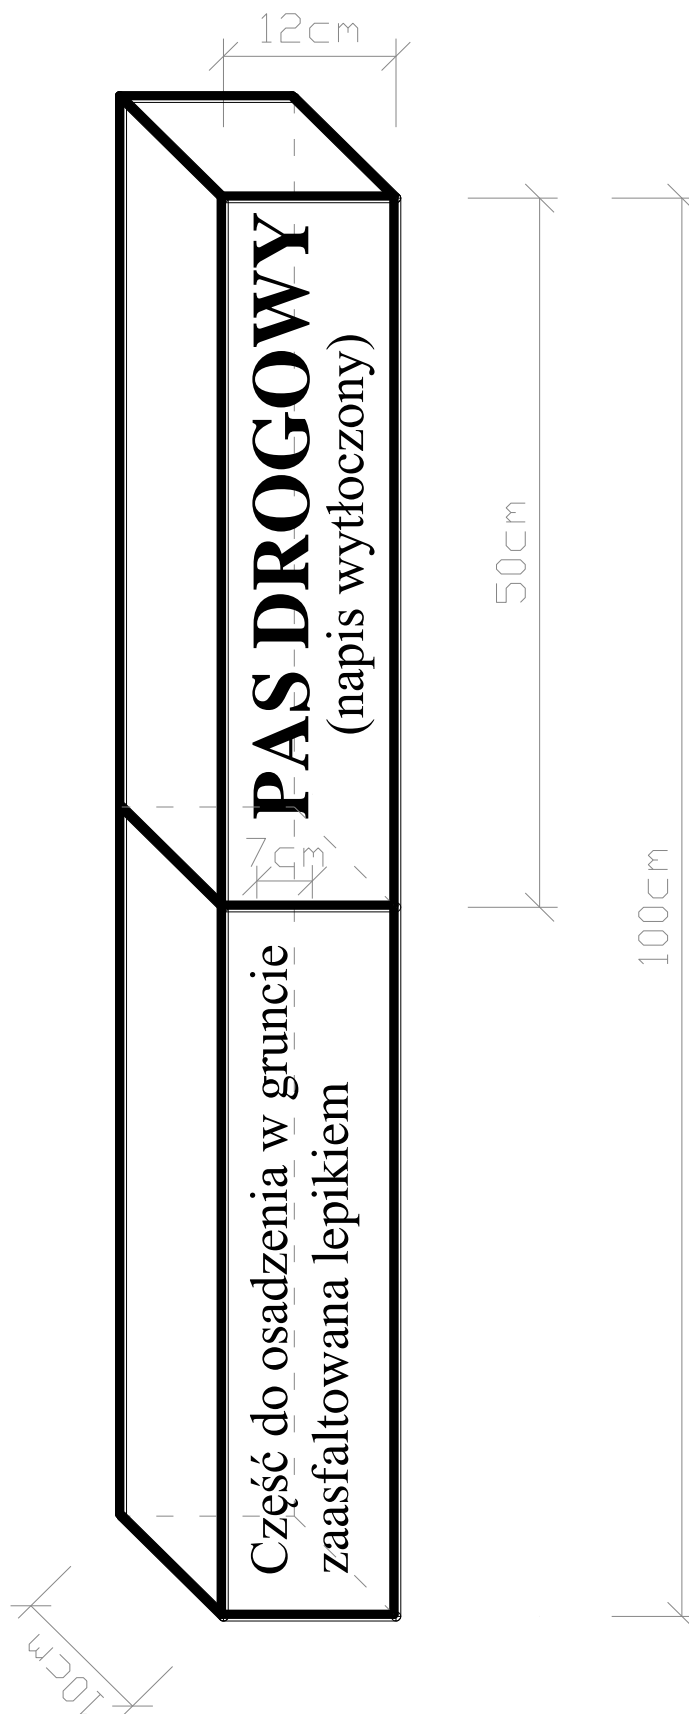 12cm
PAS DROGOWY
(napis wytłoczony)
50cm
100cm
7cm
Część do osadzenia w gruncie
zaasfaltowana lepikiem
10cm